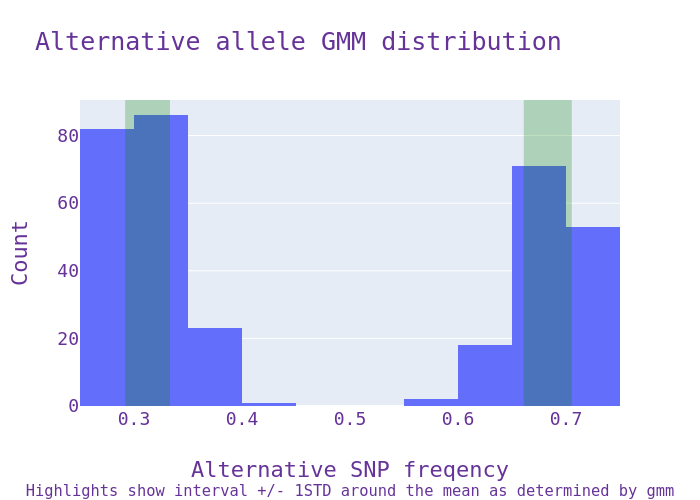 Alternative allele GMM distribution
Count
80
60
40
20
0
0.3 0.4 0.5 0.6 0.7
Alternative SNP freqency
Highlights show interval +/- 1STD around the mean as determined by gmm